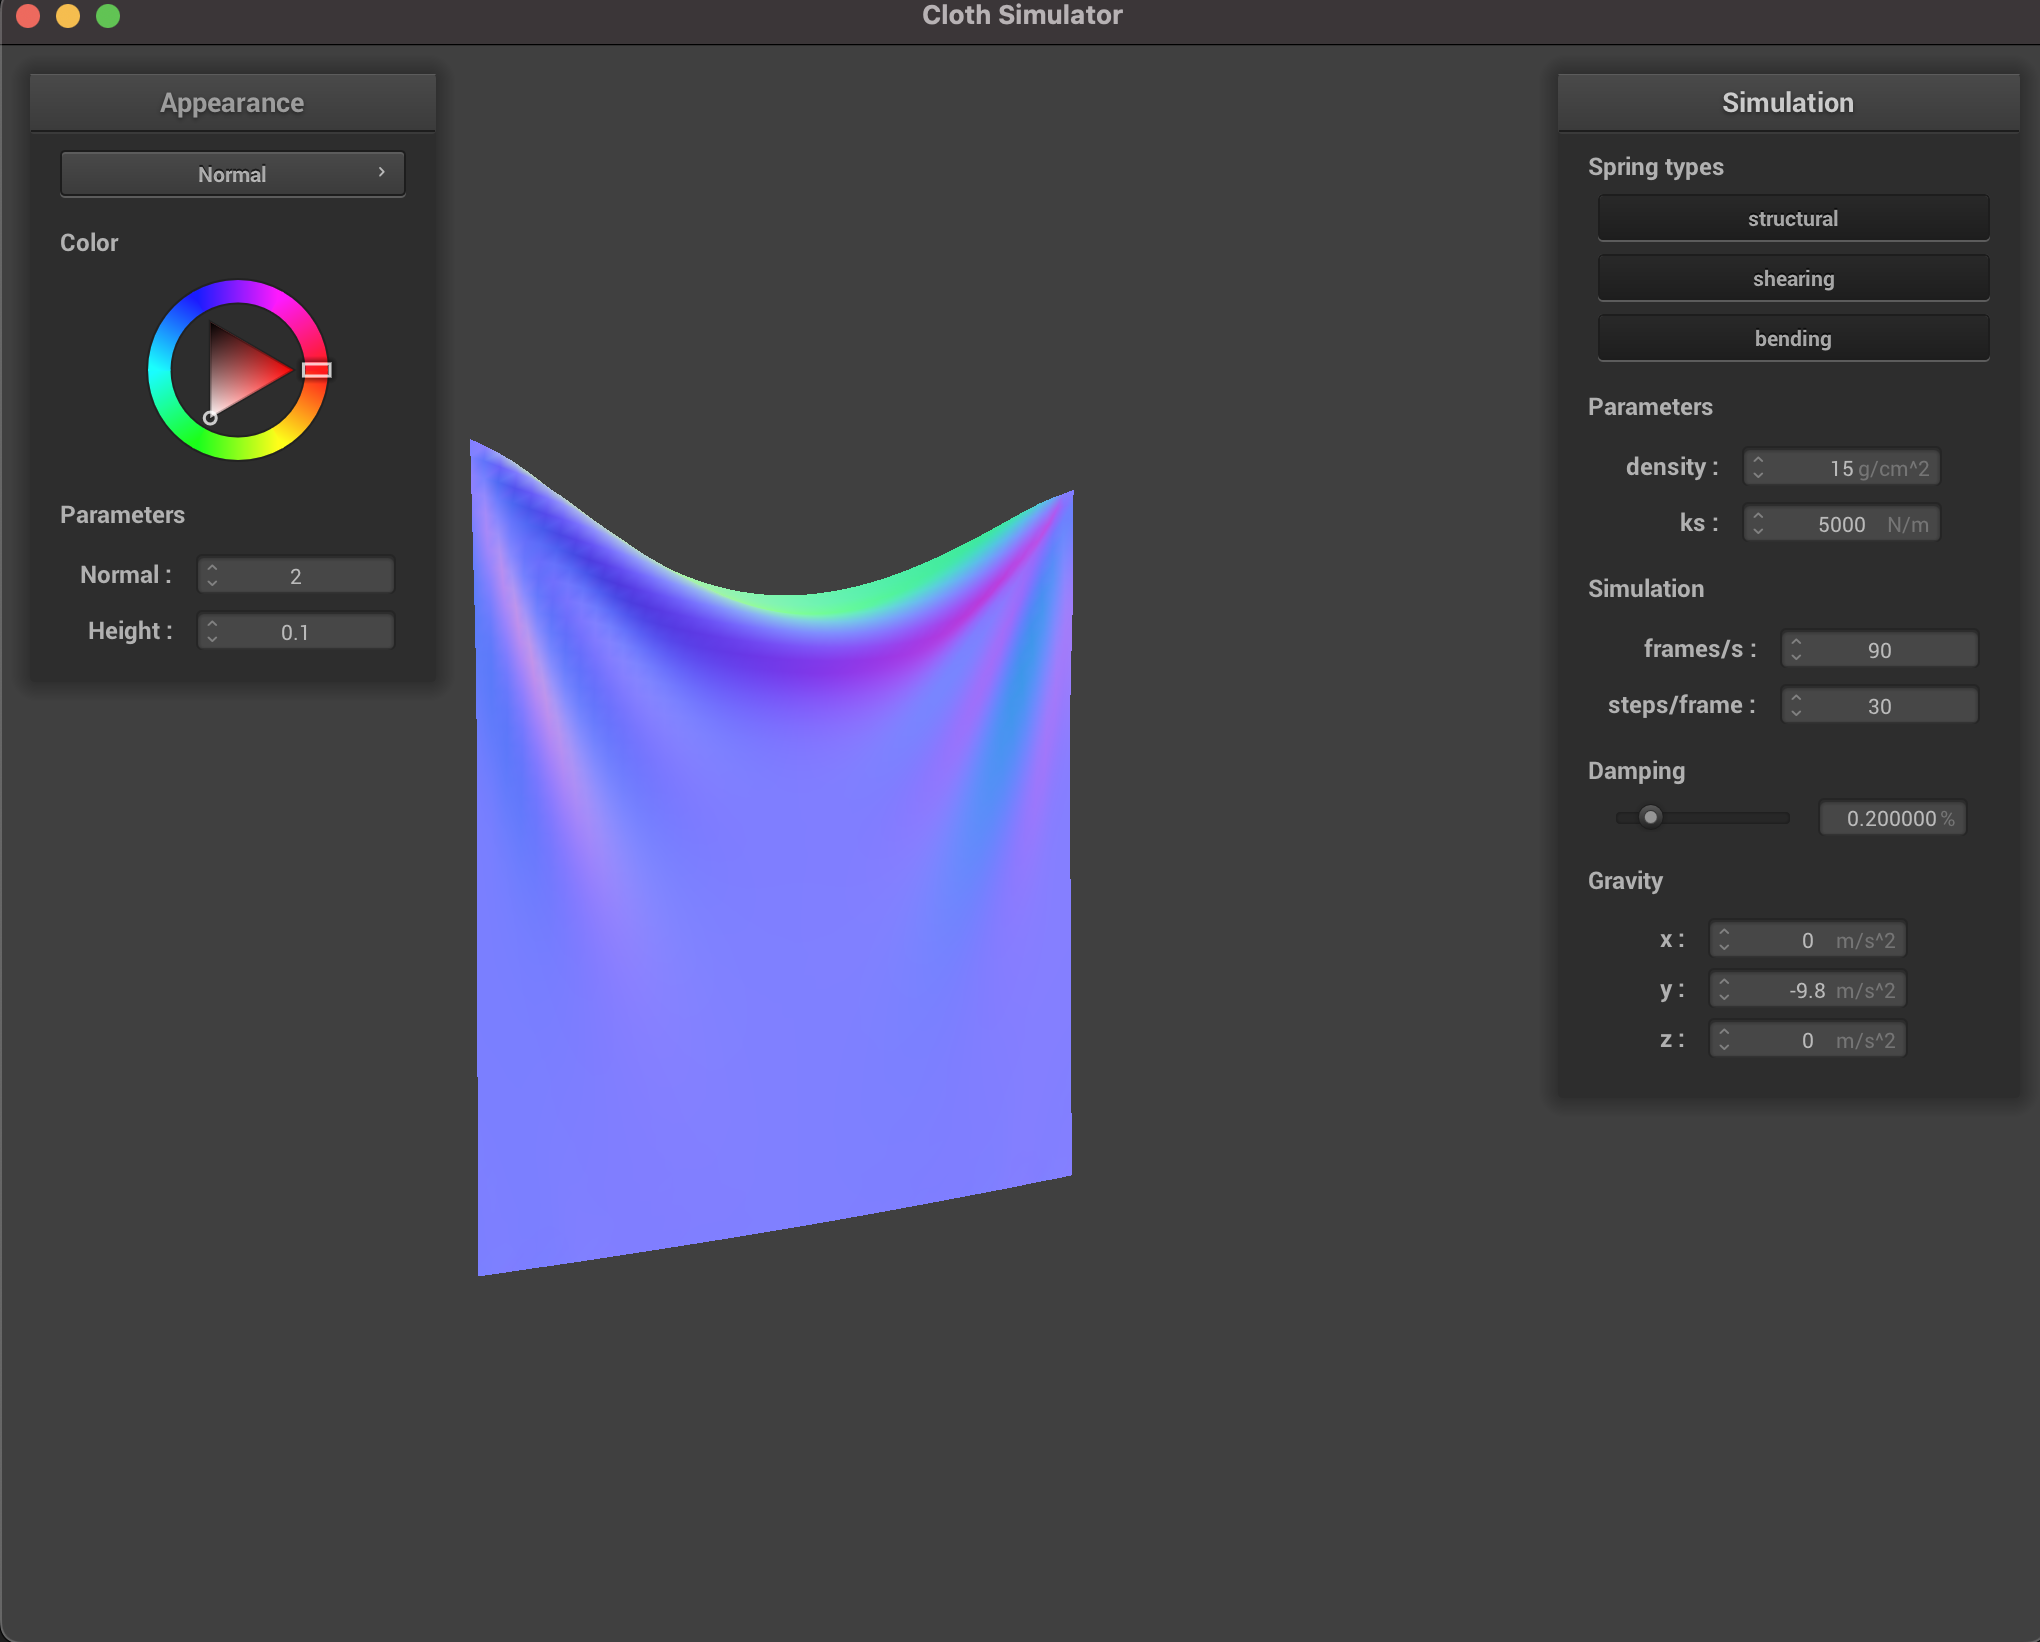 Cloth Simulator
Appearance
Normal
Color
Parameters
Normal : 2
Height : 0.1
Simulation
Spring types
structural
shearing
bending
Parameters
density : 15 g/cm^2
ks : 5000 N/m
Simulation
frames/s : 90
steps/frame : 30
Damping
0.200000 %
Gravity
x : 0 m/s^2
y : -9.8 m/s^2
z : 0 m/s^2